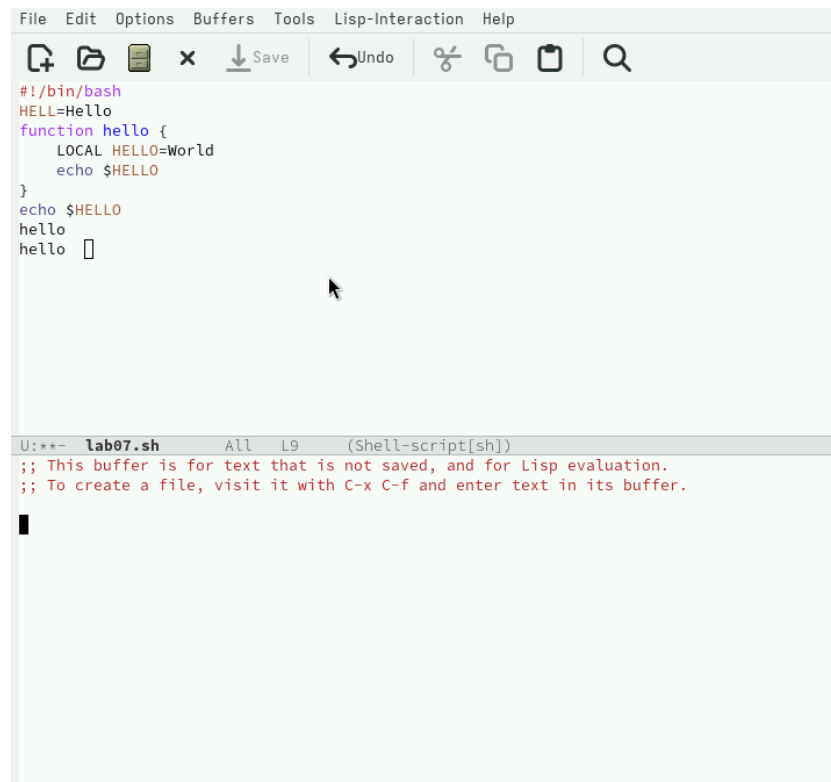 File Edit Options Buffers Tools Lisp-Interaction Help
Save Undo
#!/bin/bash
HELL=Hello
function hello {
    LOCAL HELLO=World
    echo $HELLO
}
echo $HELLO
hello
hello
U:**- lab07.sh All L9 (Shell-script[sh])
;; This buffer is for text that is not saved, and for Lisp evaluation.
;; To create a file, visit it with C-x C-f and enter text in its buffer.